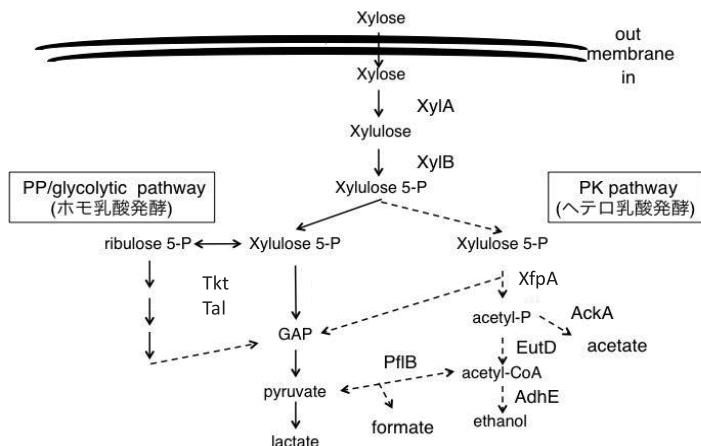 Xylose
out
membrane
in
Xylose
XylA
Xylulose
XylB
Xylulose 5-P
PP/glycolytic pathway
(ホモ乳酸発酵)
PK pathway
(ヘテロ乳酸発酵)
ribulose 5-P
Xylulose 5-P
Xylulose 5-P
Tkt
Tal
XfpA
acetyl-P
AckA
acetate
GAP
EutD
PflB
acetyl-CoA
pyruvate
AdhE
formate
ethanol
lactate